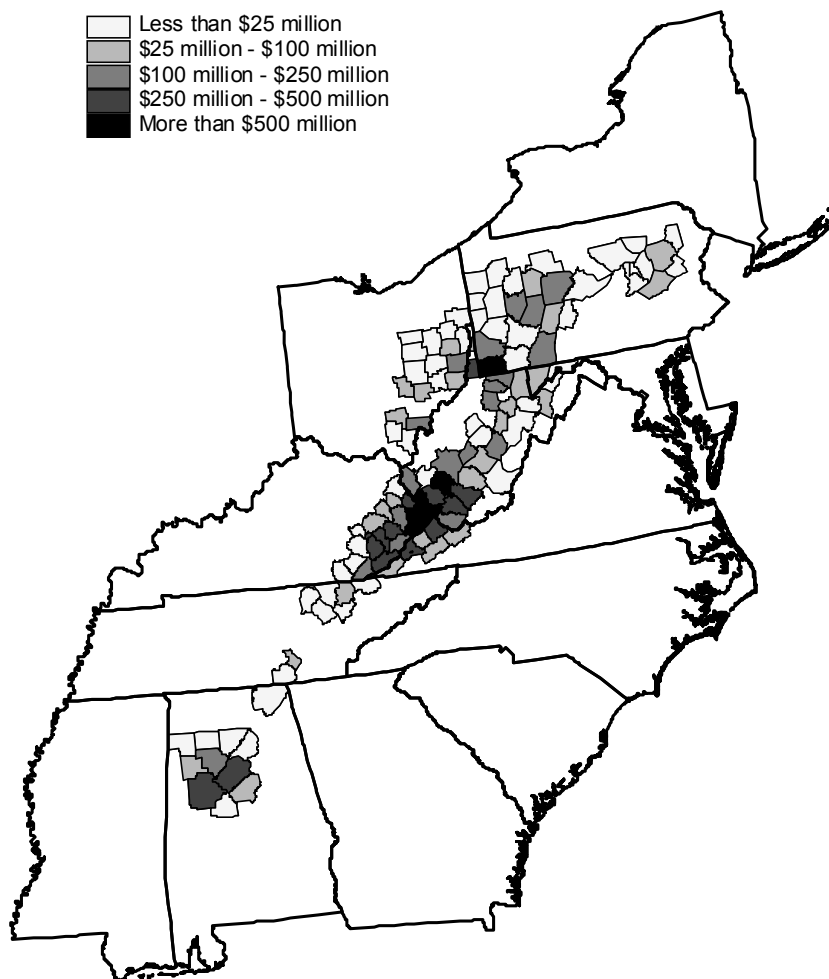 Less than $25 million
$25 million - $100 million
$100 million - $250 million
$250 million - $500 million
More than $500 million